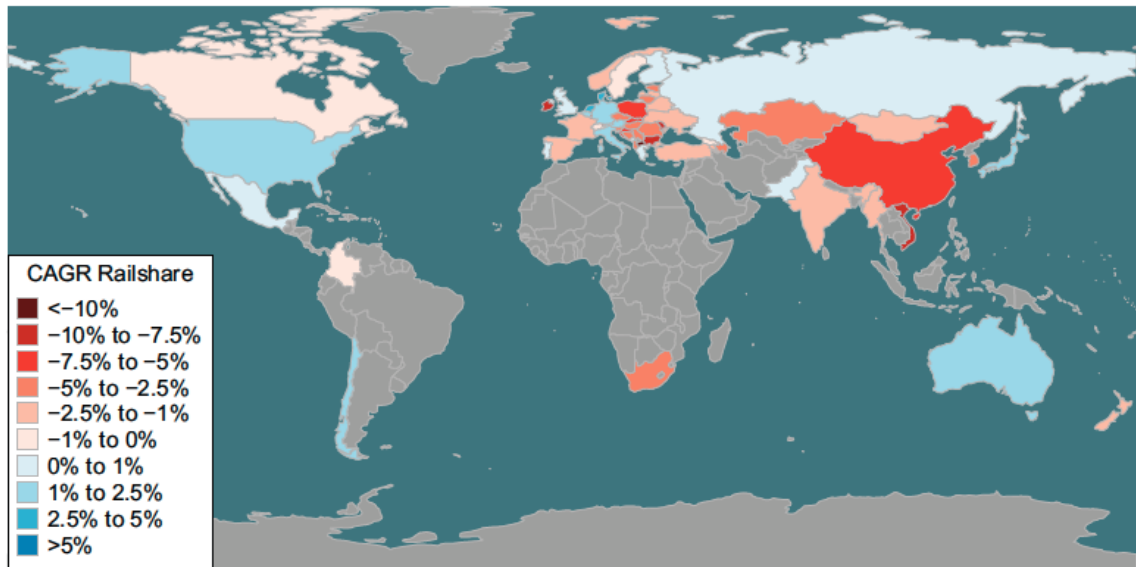 CAGR Railshare
<−10%
−10% to −7.5%
−7.5% to −5%
−5% to −2.5%
−2.5% to −1%
−1% to 0%
0% to 1%
1% to 2.5%
2.5% to 5%
>5%